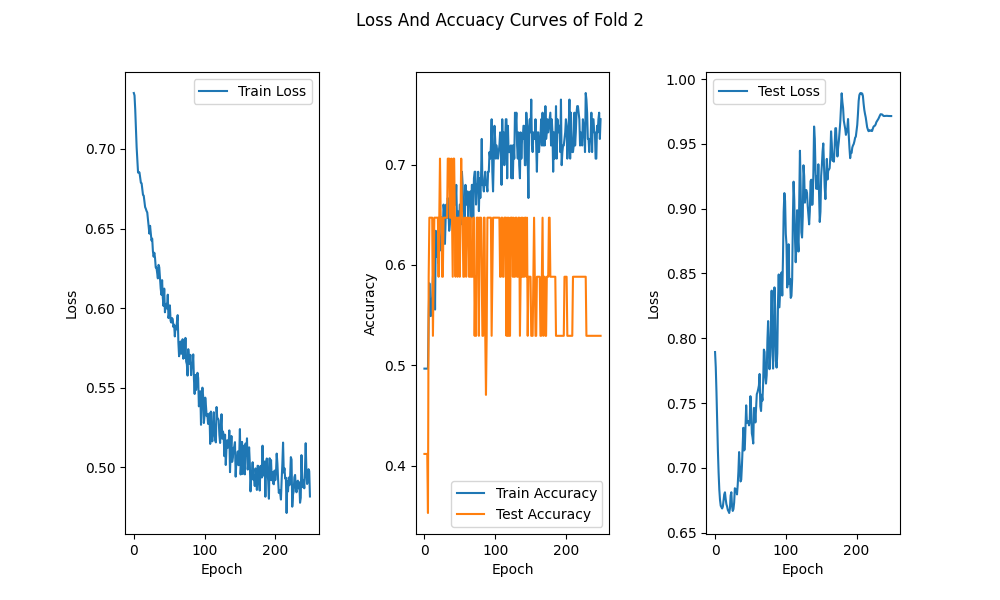 Loss And Accuacy Curves of Fold 2
Train Loss
0.70
0.65
0.60
0.55
0.50
Loss
0
100
200
Epoch
0.7
0.6
0.5
0.4
Accuracy
Train Accuracy
Test Accuracy
0
100
200
Epoch
Test Loss
1.00
0.95
0.90
0.85
0.80
0.75
0.70
0.65
Loss
0
100
200
Epoch